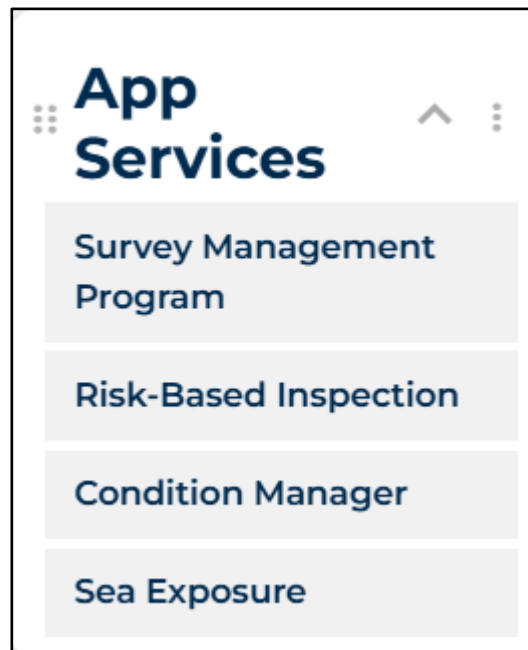 App
Services
Survey Management
Program
Risk-Based Inspection
Condition Manager
Sea Exposure